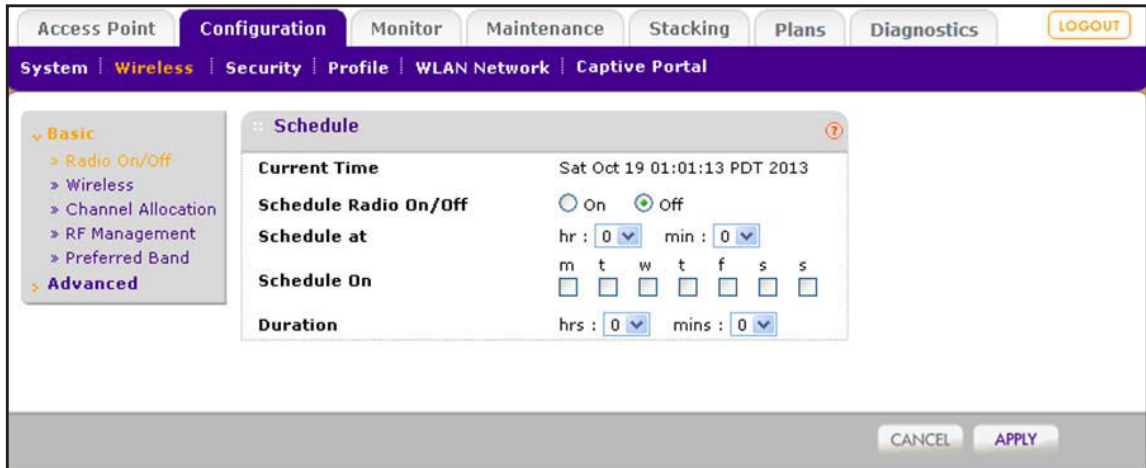 Access Point Configuration Monitor Maintenance Stacking Plans Diagnostics LOGOUT
System Wireless Security Profile WLAN Network Captive Portal
Basic
» Radio On/Off
» Wireless
» Channel Allocation
» RF Management
» Preferred Band
Advanced
Schedule ?
Current Time Sat Oct 19 01:01:13 PDT 2013
Schedule Radio On/Off On Off
Schedule at hr : 0 min : 0
m t w t f s s
Schedule On
Duration hrs : 0 mins : 0
CANCEL APPLY